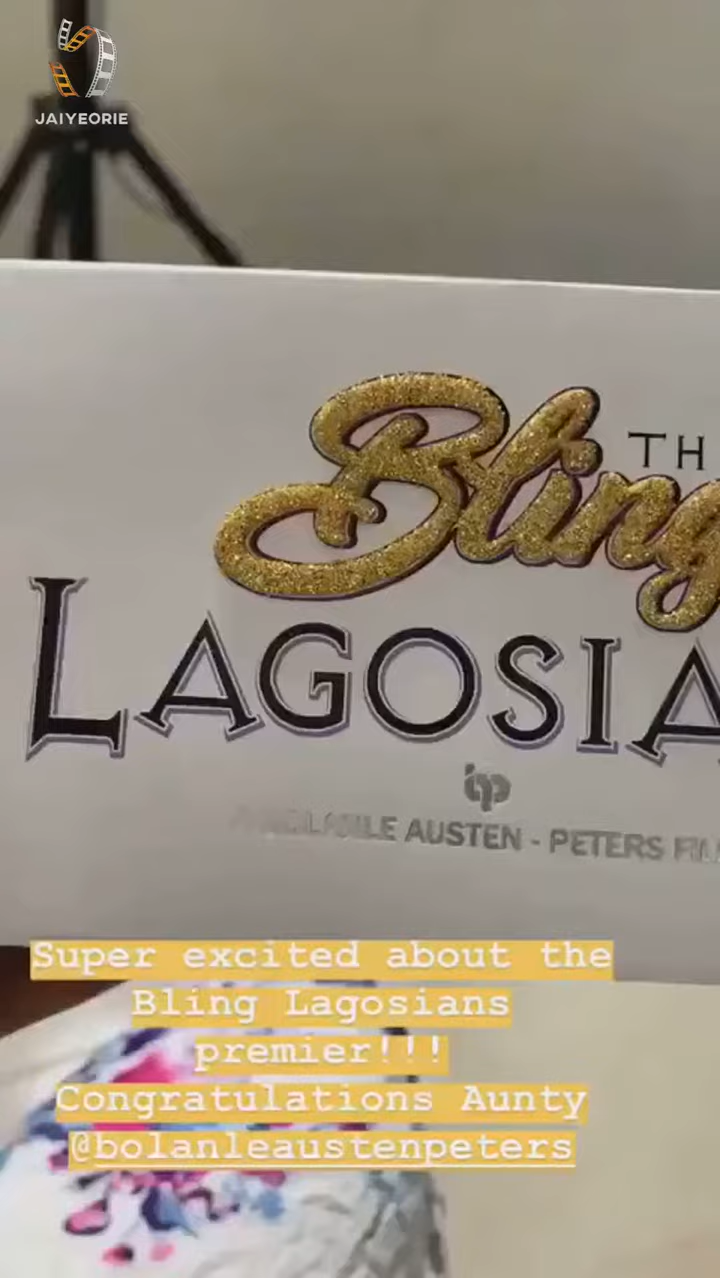 JAIYEORIE
TH
Bling
LAGOSIA
AUSTEN - PETERS
Super excited about the
Bling Lagosians
premier!!!
Congratulations Aunty
@bolanleaustenpeters